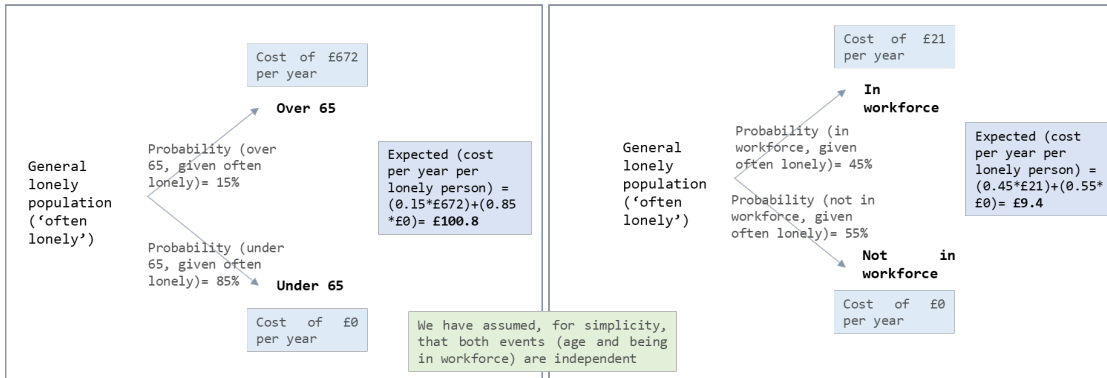 Cost of £672
per year
Over 65
Probability (over
65, given often
lonely)= 15%
General
lonely
population
(‘often
lonely’)
Expected (cost
per year per
lonely person) =
(0.15*£672)+(0.85
*£0)= £100.8
Probability (under
65, given often
lonely)= 85%
Under 65
Cost of £0
per year
Cost of £21
per year
In
workforce
Probability (in
workforce, given
often lonely)= 45%
General
lonely
population
(‘often
lonely’)
Expected (cost
per year per
lonely person) =
(0.45*£21)+(0.55*
£0)= £9.4
Probability (not in
workforce, given
often lonely)= 55%
Not in
workforce
Cost of £0
per year
We have assumed, for simplicity,
that both events (age and being
in workforce) are independent